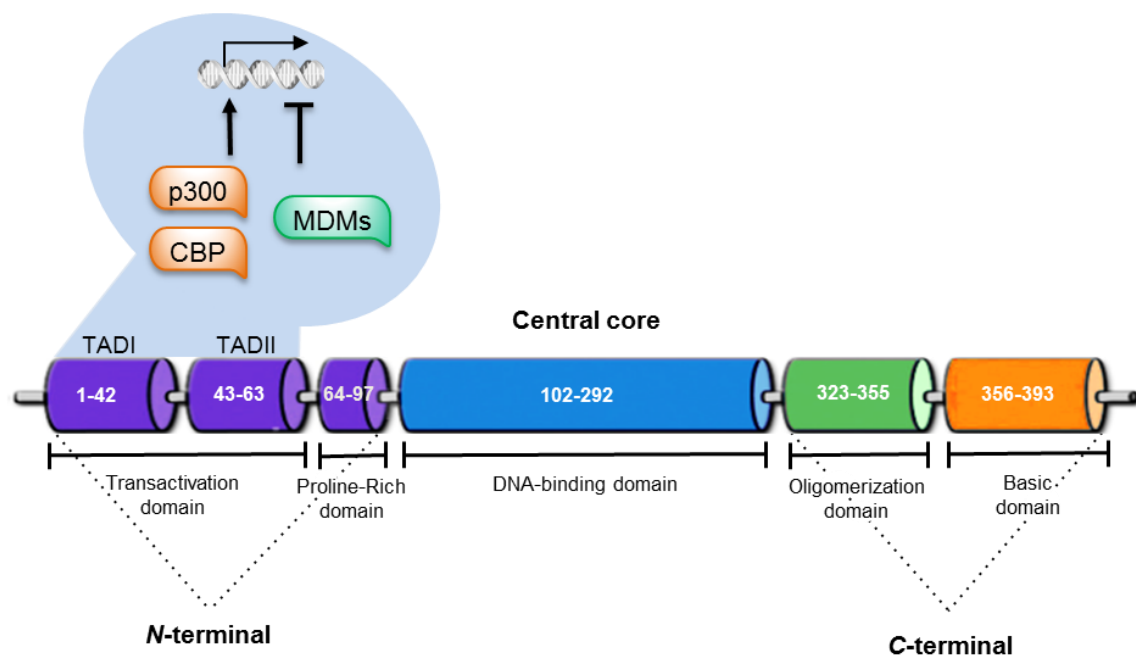 p300
CBP
MDMs
Central core
TADI
TADII
1-42
43-63
64-97
102-292
323-355
356-393
Transactivation
domain
Proline-Rich
domain
DNA-binding domain
Oligomerization
domain
Basic
domain
N-terminal
C-terminal